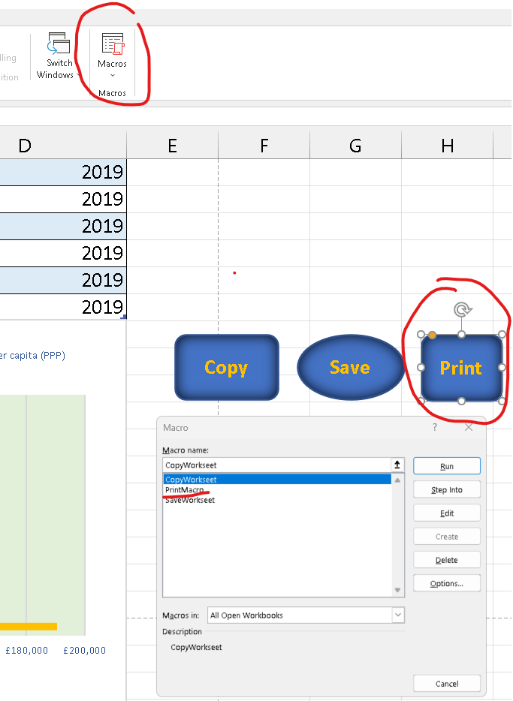 lling
ition
Switch
Windows
Macros
Macros
D E F G H
2019
2019
2019
2019
2019
2019
er capita (PPP)
Copy Save Print
£180,000 £200,000
Macro ?
Macro name:
CopyWorkseet
CopyWorkseet
PrintMacro
SaveWorkseet
Run
Step Into
Edit
Create
Delete
Options...
Macros in: All Open Workbooks
Description
CopyWorkseet
Cancel